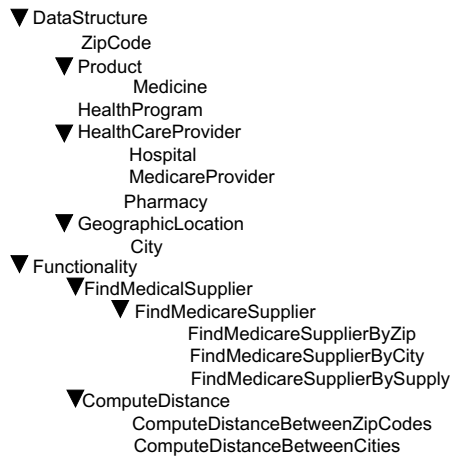 DataStructure
ZipCode
Product
Medicine
HealthProgram
HealthCareProvider
Hospital
MedicareProvider
Pharmacy
GeographicLocation
City
Functionality
FindMedicalSupplier
FindMedicareSupplier
FindMedicareSupplierByZip
FindMedicareSupplierByCity
FindMedicareSupplierBySupply
ComputeDistance
ComputeDistanceBetweenZipCodes
ComputeDistanceBetweenCities